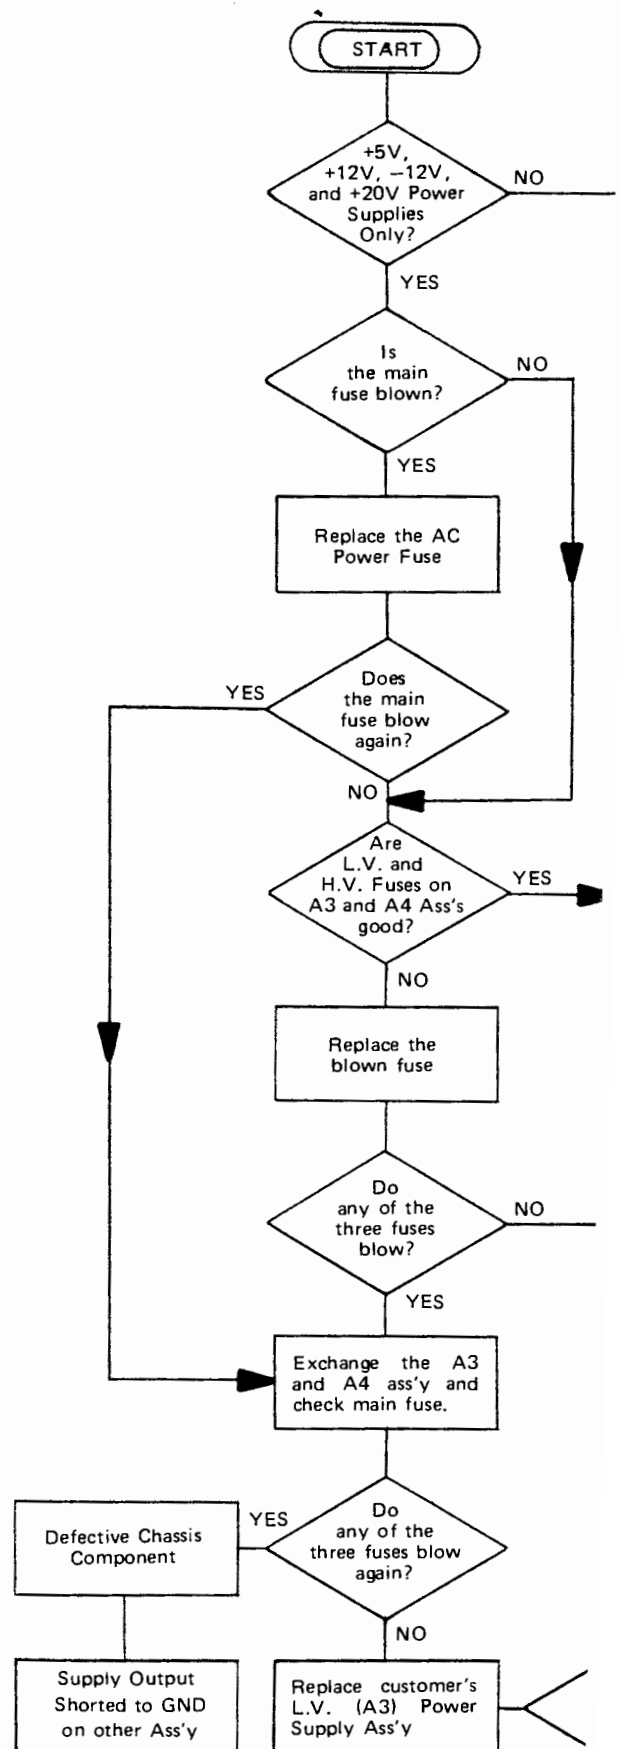 START
+5V,
+12V, –12V,
and +20V Power
Supplies
Only?
NO
YES
Is
the main
fuse blown?
NO
YES
Replace the AC
Power Fuse
Does
the main
fuse blow
again?
YES
NO
Are
L.V. and
H.V. Fuses on
A3 and A4 Ass's
good?
YES
NO
Replace the
blown fuse
Do
any of the
three fuses
blow?
NO
YES
Exchange the A3
and A4 ass'y and
check main fuse.
Do
any of the
three fuses blow
again?
YES
Defective Chassis
Component
NO
Supply Output
Shorted to GND
on other Ass'y
Replace customer's
L.V. (A3) Power
Supply Ass'y